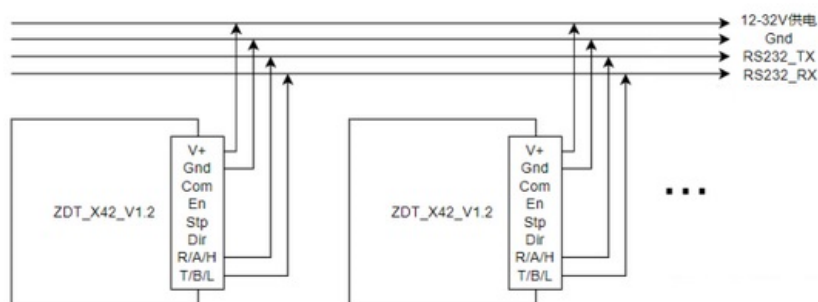 12-32V供电
Gnd
RS232_TX
RS232_RX
ZDT_X42_V1.2
V+
Gnd
Com
En
Stp
Dir
R/A/H
T/B/L
ZDT_X42_V1.2
V+
Gnd
Com
En
Stp
Dir
R/A/H
T/B/L
...